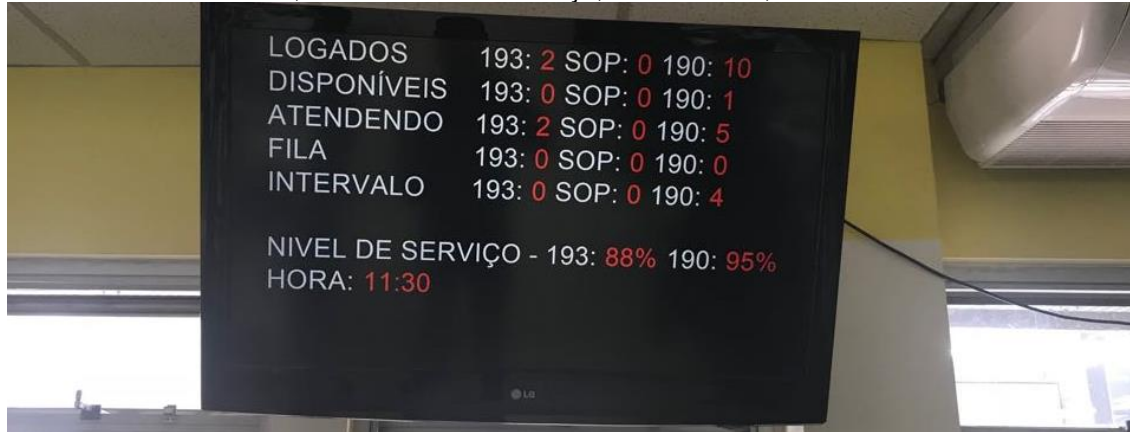 LOGADOS 193: 2 SOP: 0 190: 10
DISPONÍVEIS 193: 0 SOP: 0 190: 1
ATENDENDO 193: 2 SOP: 0 190: 5
FILA 193: 0 SOP: 0 190: 0
INTERVALO 193: 0 SOP: 0 190: 4
NIVEL DE SERVIÇO - 193: 88% 190: 95%
HORA: 11:30
LG